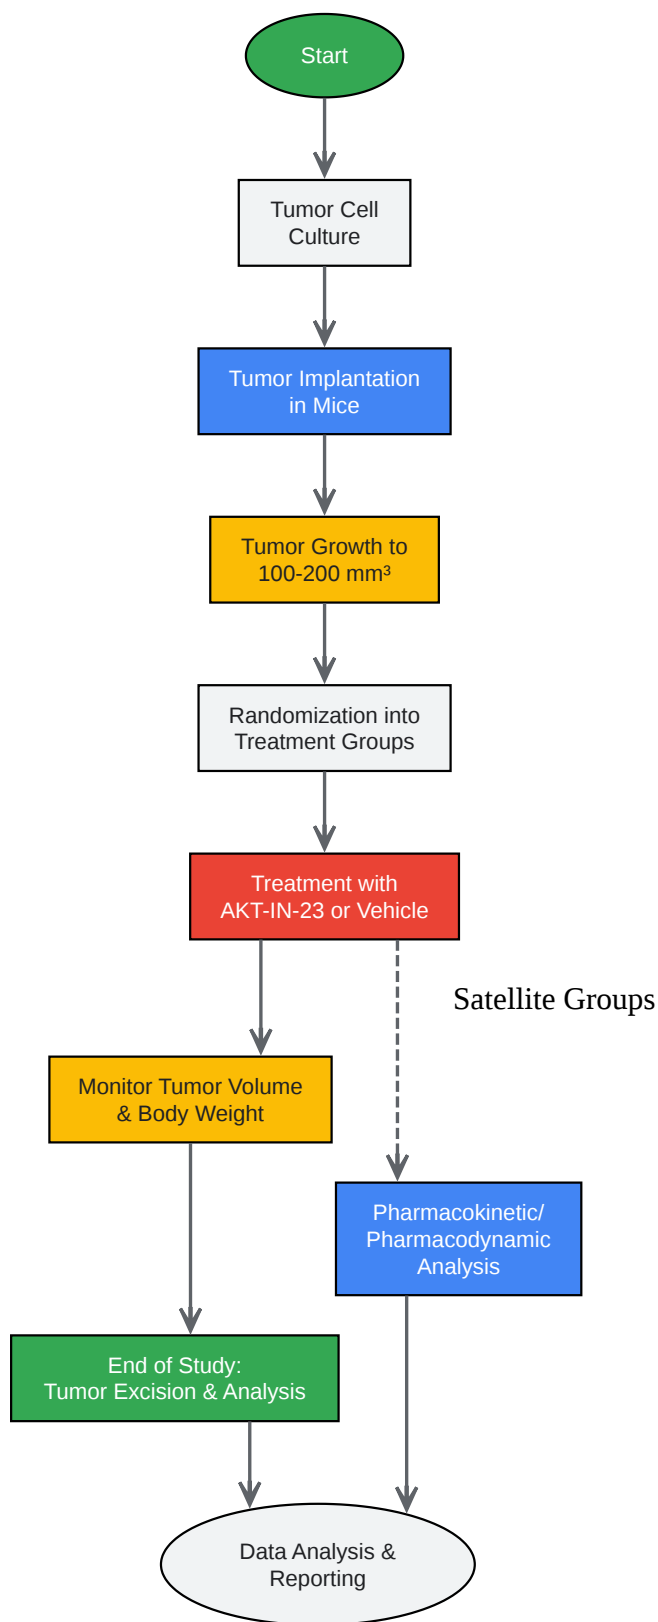 Start
Tumor Cell
Culture
Tumor Implantation
in Mice
Tumor Growth to
100-200 mm³
Randomization into
Treatment Groups
Treatment with
AKT-IN-23 or Vehicle
Satellite Groups
Monitor Tumor Volume
& Body Weight
Pharmacokinetic/
Pharmacodynamic
Analysis
End of Study:
Tumor Excision & Analysis
Data Analysis &
Reporting